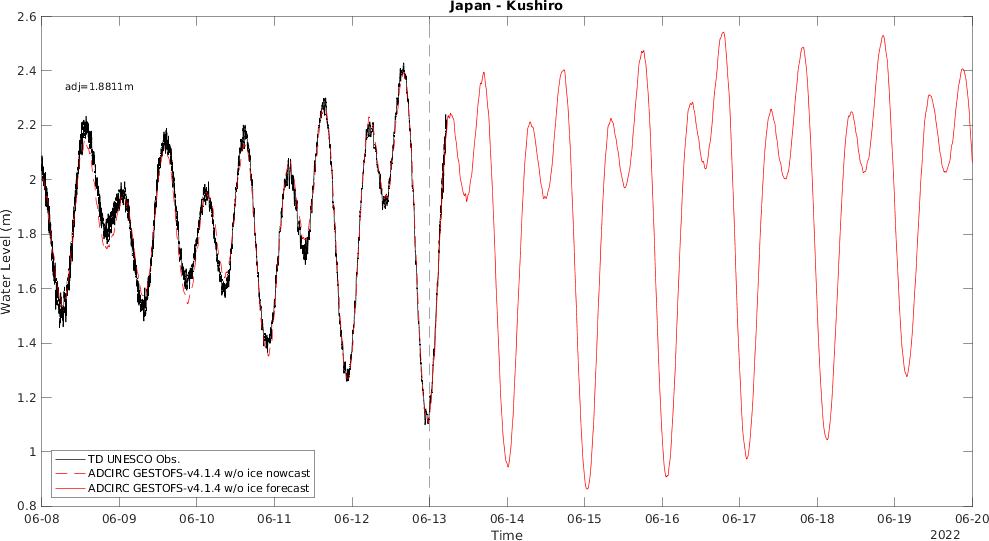 Japan - Kushiro
2.6
2.4
adj=1.8811m
2.2
2
1.8
Water Level (m)
1.6
1.4
1.2
1
TD UNESCO Obs.
ADCIRC GESTOFS-v4.1.4 w/o ice nowcast
ADCIRC GESTOFS-v4.1.4 w/o ice forecast
0.8
06-08 06-09 06-10 06-11 06-12 06-13 06-14 06-15 06-16 06-17 06-18 06-19 06-20
Time
2022